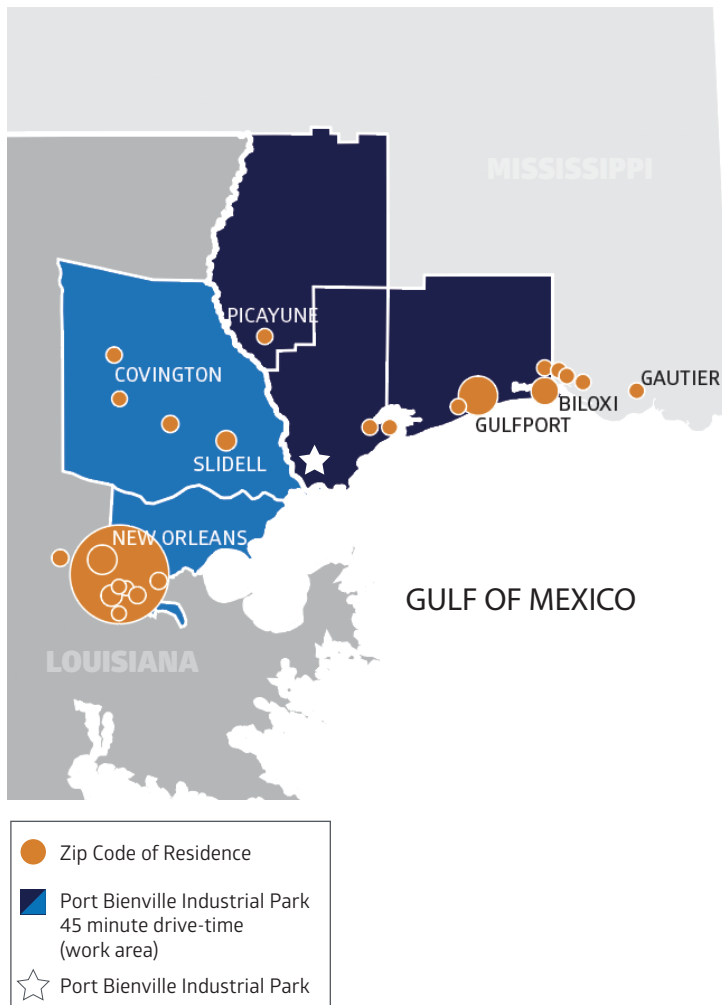 MISSISSIPPI
PICAYUNE
COVINGTON
GAUTIER
BILOXI
GULFPORT
SLIDELL
NEW ORLEANS
GULF OF MEXICO
LOUISIANA
Zip Code of Residence
Port Bienville Industrial Park
45 minute drive-time
(work area)
Port Bienville Industrial Park